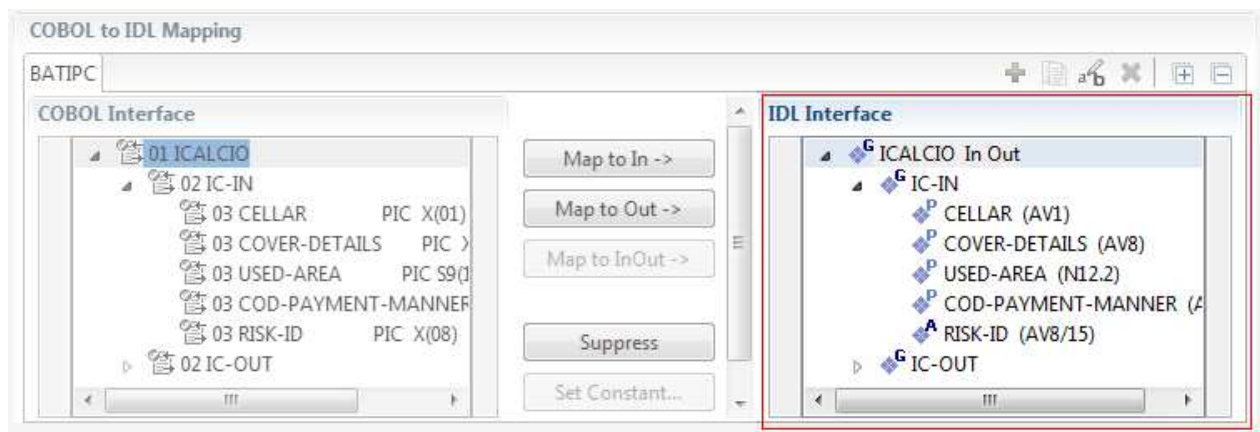 COBOL to IDL Mapping
BATIPC
COBOL Interface
01 ICALCIO
02 IC-IN
03 CELLAR PIC X(01)
03 COVER-DETAILS PIC X
03 USED-AREA PIC S9(1
03 COD-PAYMENT-MANNER
03 RISK-ID PIC X(08)
02 IC-OUT
Map to In ->
Map to Out ->
Map to InOut ->
Suppress
Set Constant...
IDL Interface
ICALCIO In Out
IC-IN
CELLAR (AV1)
COVER-DETAILS (AV8)
USED-AREA (N12.2)
COD-PAYMENT-MANNER (A
RISK-ID (AV8/15)
IC-OUT